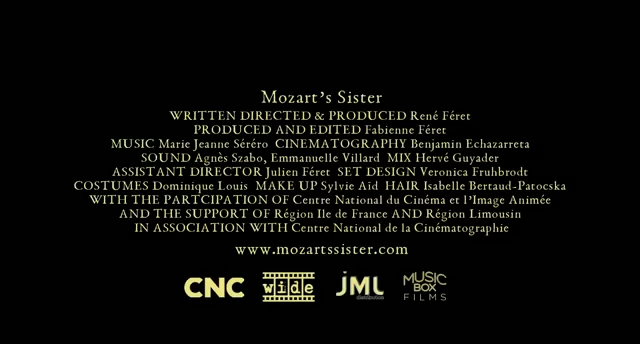 Mozart's Sister
WRITTEN DIRECTED & PRODUCED René Féret
PRODUCED AND EDITED Fabienne Féret
MUSIC Marie Jeanne Séréro CINEMATOGRAPHY Benjamin Echazarreta
SOUND Agnès Szabo, Emmanuelle Villard MIX Hervé Guyader
ASSISTANT DIRECTOR Julien Féret SET DESIGN Veronica Fruhbrodt
COSTUMES Dominique Louis MAKE UP Sylvie Aid HAIR Isabelle Bertaud-Patocska
WITH THE PARTCIPATION OF Centre National du Cinéma et l'Image Animée
AND THE SUPPORT OF Région Ile de France AND Région Limousin
IN ASSOCIATION WITH Centre National de la Cinématographie
www.mozartssister.com
CNC
wide
JML
distribution
MUSIC
BOX
FILMS